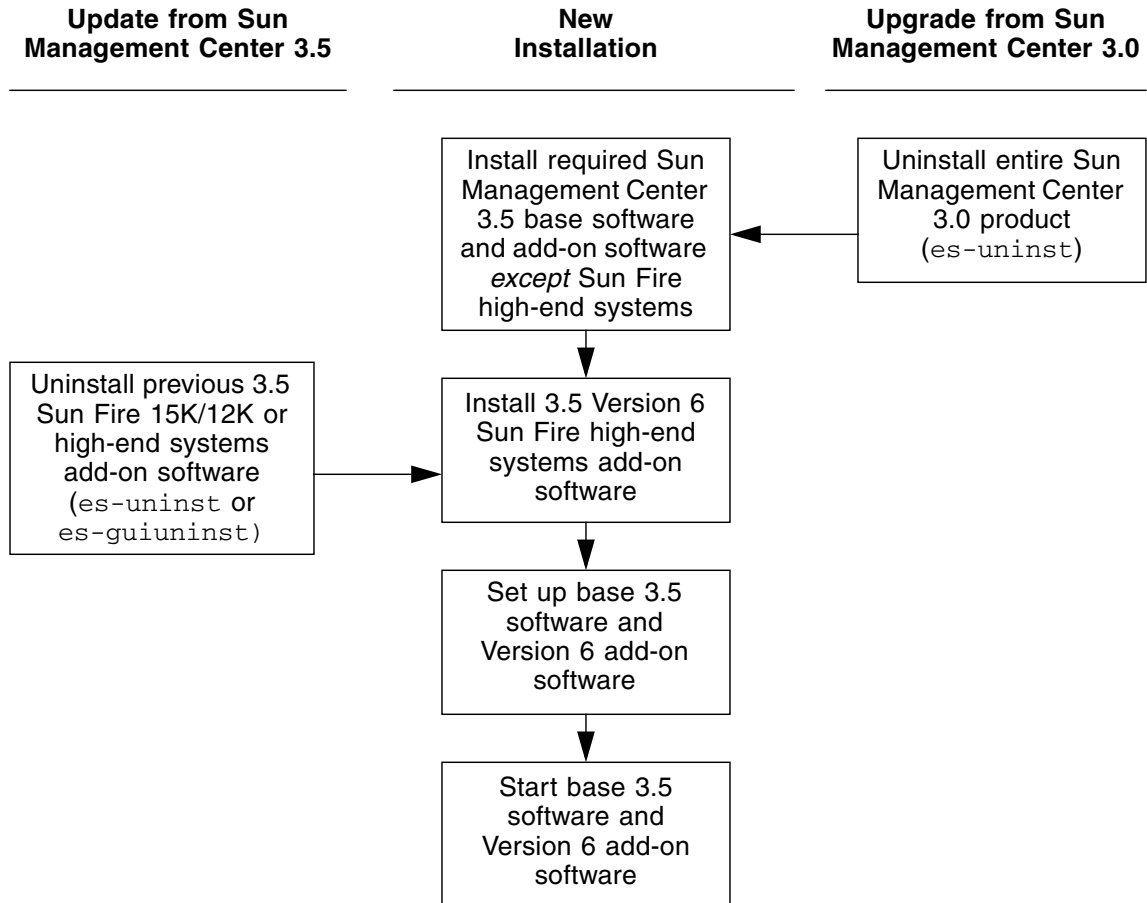 Update from Sun
Management Center 3.5
New
Installation
Upgrade from Sun
Management Center 3.0
Install required Sun
Management Center
3.5 base software
and add-on software
except Sun Fire
high-end systems
Uninstall entire Sun
Management Center
3.0 product
(es-uninst)
Uninstall previous 3.5
Sun Fire 15K/12K or
high-end systems
add-on software
(es-uninst or
es-guiuninst)
Install 3.5 Version 6
Sun Fire high-end
systems add-on
software
Set up base 3.5
software and
Version 6 add-on
software
Start base 3.5
software and
Version 6 add-on
software